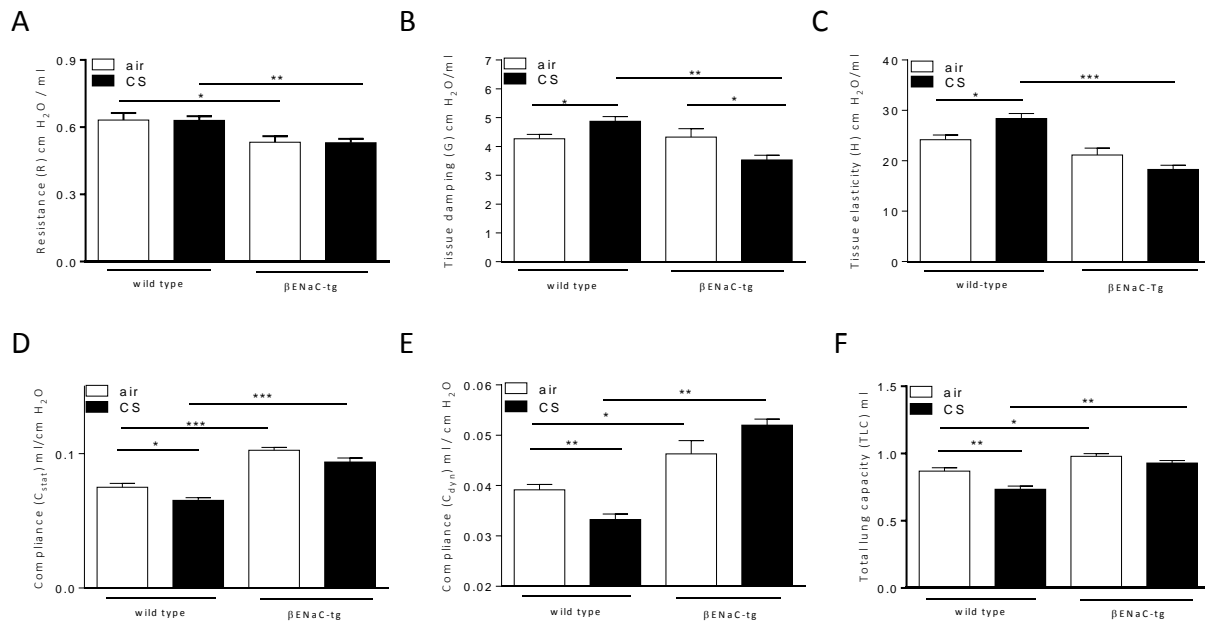 A
Resistance (R) cm H2O / ml
0.9
0.6
0.3
0.0
air
CS
**
*
wild type
βENaC-tg
B
Tissue damping (G) cm H2O/ml
7
6
5
4
3
2
1
0
air
CS
**
*
*
wild type
βENaC-tg
C
Tissue elasticity (H) cm H2O/ml
40
30
20
10
0
air
CS
***
*
wild-type
βENaC-Tg
D
Compliance (Cstat) ml/cm H2O
0.1
0.0
air
CS
***
***
*
wild type
βENaC-tg
E
Compliance (Cdyn) ml / cm H2O
0.06
0.05
0.04
0.03
0.02
air
CS
**
*
**
wild type
βENaC-tg
F
Total lung capacity (TLC) ml
1.5
1.0
0.5
0.0
air
CS
**
*
**
wild type
βENaC-tg